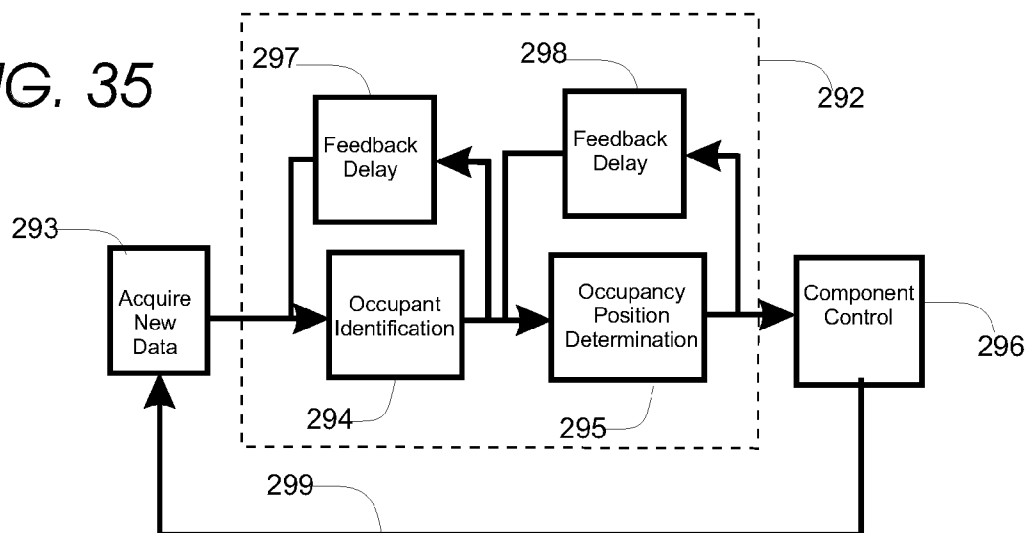 G. 35
297
298
292
Feedback
Delay
Feedback
Delay
293
Acquire
New
Data
Occupant
Identification
Occupancy
Position
Determination
Component
Control
296
294
295
299